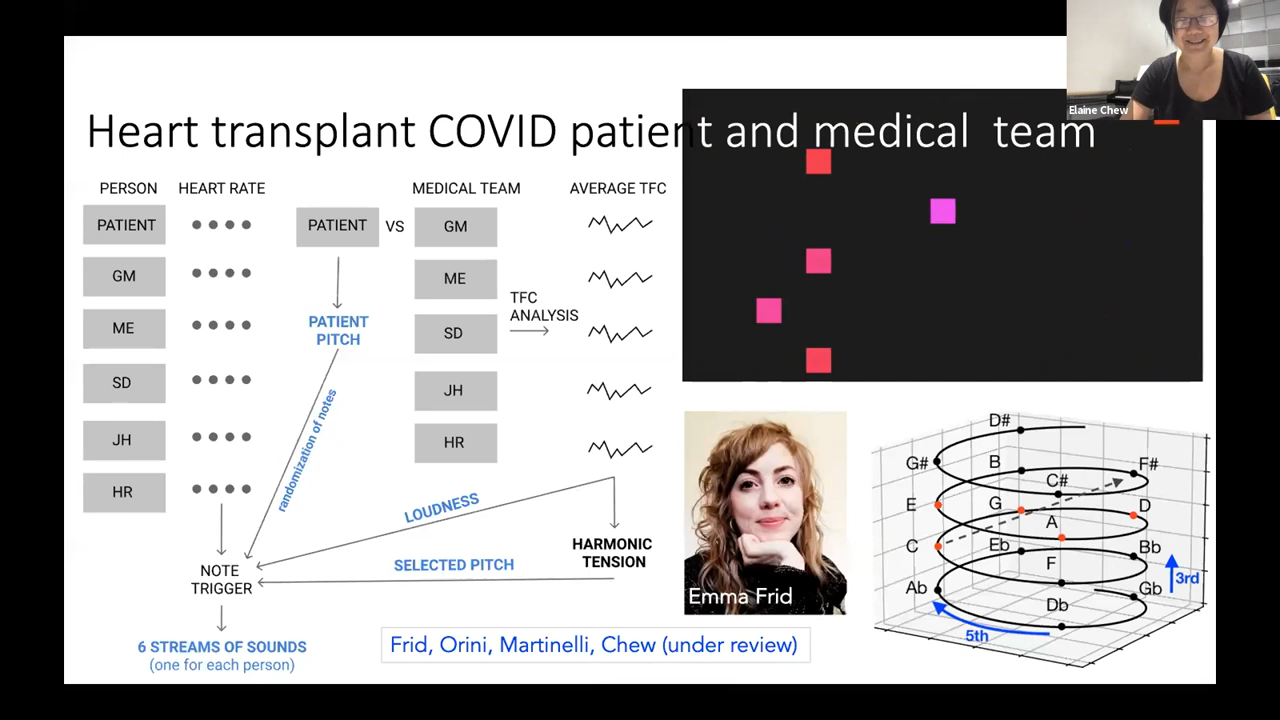 Elaine Chew
Heart transplant COVID patient and medical team
PERSON
HEART RATE
MEDICAL TEAM
AVERAGE TFC
PATIENT
PATIENT
VS
GM
GM
ME
ME
TFC
ANALYSIS
PATIENT
PITCH
SD
SD
JH
JH
HR
HR
randomization of notes
LOUDNESS
HARMONIC
TENSION
SELECTED PITCH
NOTE
TRIGGER
6 STREAMS OF SOUNDS
(one for each person)
Frid, Orini, Martinelli, Chew (under review)
Emma Frid
D#
G#
B
F#
C#
E
G
D
A
C
Eb
Bb
F
Ab
Gb
3rd
Db
5th